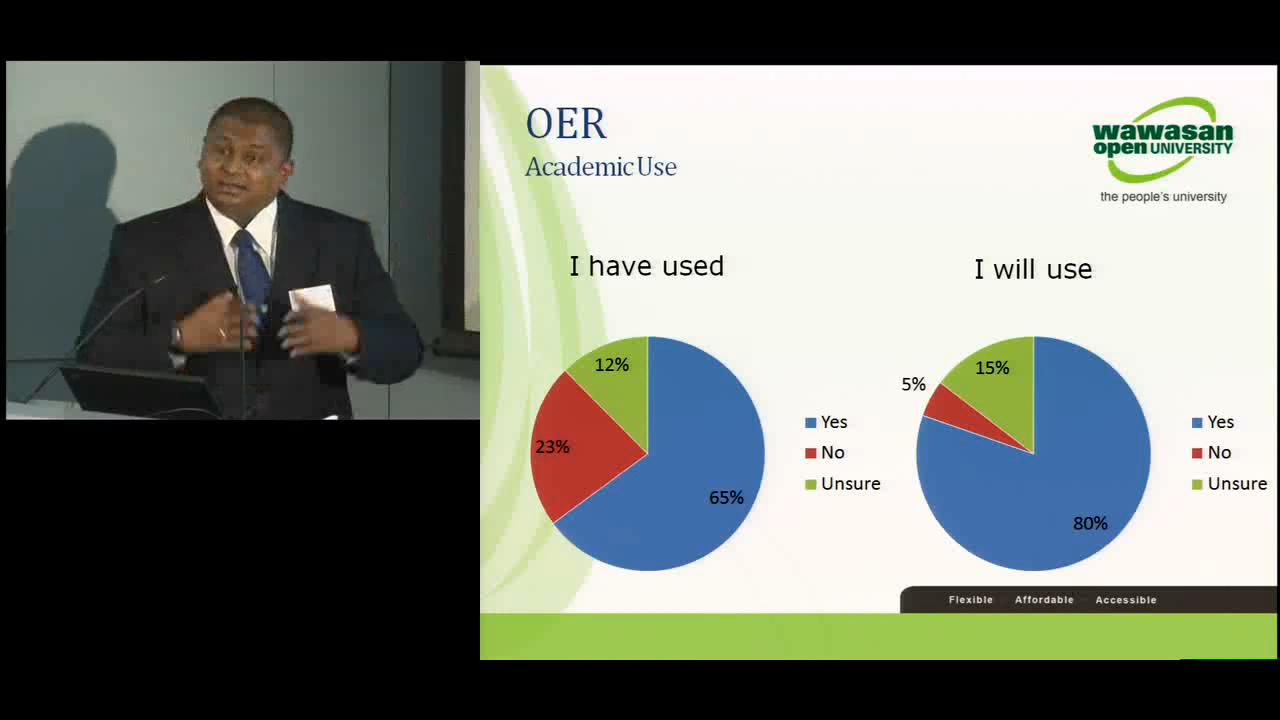 OER
Academic Use
wawasan
open UNIVERSITY
the people's university
I have used
12%
23%
65%
Yes
No
Unsure
I will use
15%
5%
80%
Yes
No
Unsure
Flexible Affordable Accessible